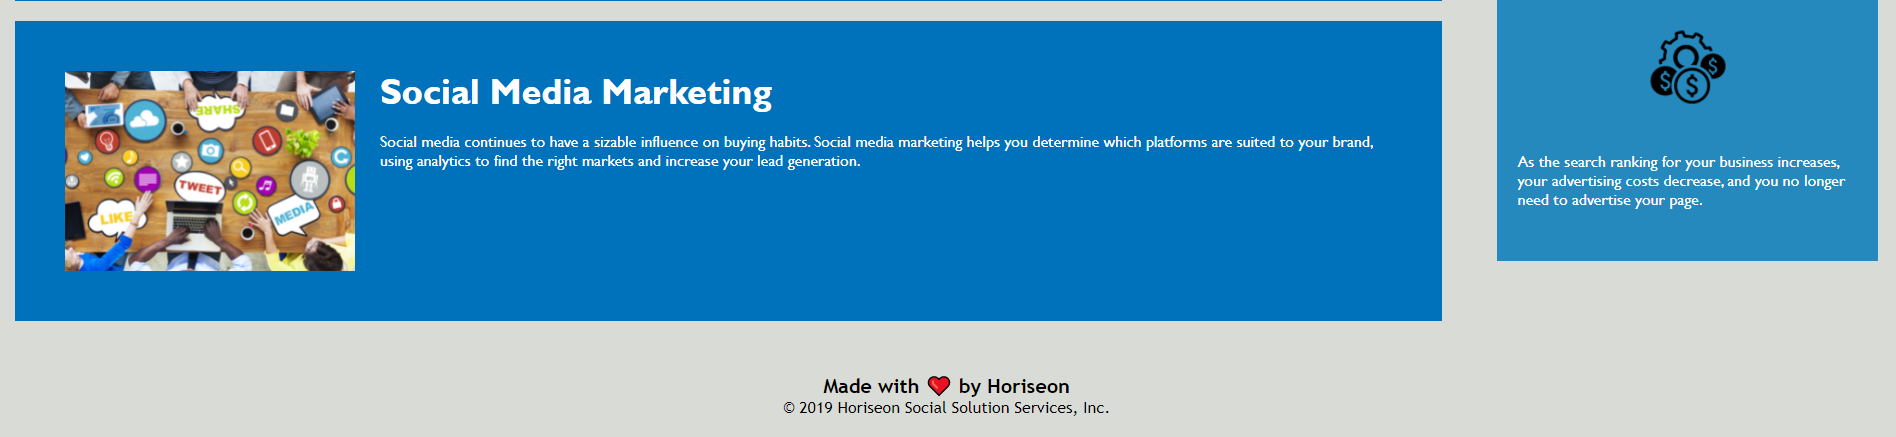 SHARE
TWEET
LIKE
MEDIA
Social Media Marketing
Social media continues to have a sizable influence on buying habits. Social media marketing helps you determine which platforms are suited to your brand,
using analytics to find the right markets and increase your lead generation.
$
$
$
As the search ranking for your business increases,
your advertising costs decrease, and you no longer
need to advertise your page.
Made with ❤️ by Horiseon
© 2019 Horiseon Social Solution Services, Inc.